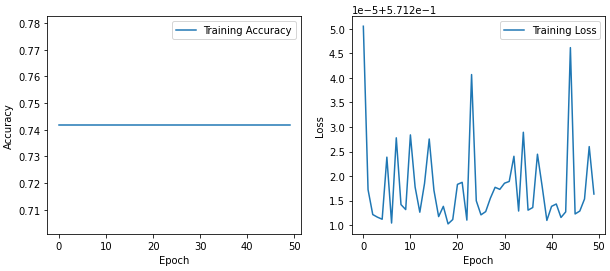 1e-5+5.712e-1
0.78
0.77
0.76
0.75
0.74
0.73
0.72
0.71
Accuracy
Training Accuracy
0 10 20 30 40 50
Epoch
5.0
4.5
4.0
3.5
3.0
2.5
2.0
1.5
1.0
Loss
Training Loss
0 10 20 30 40 50
Epoch